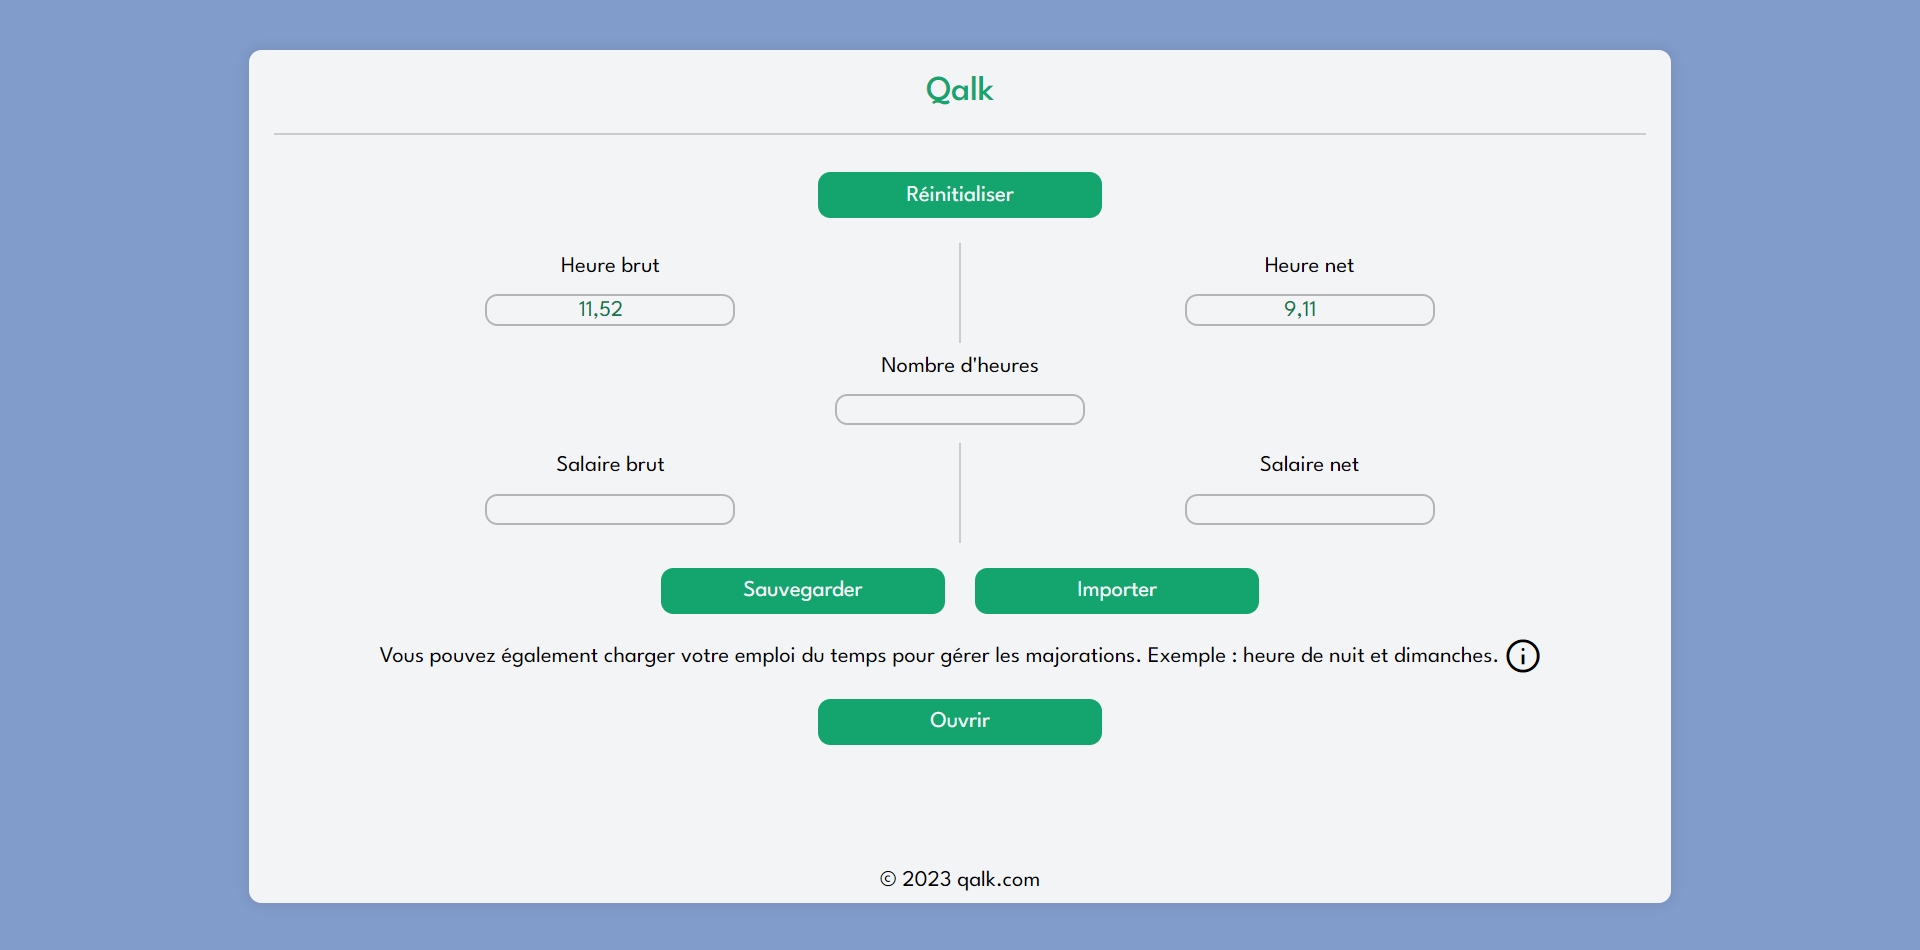 Qalk
Réinitialiser
Heure brut
Heure net
11,52
9,11
Nombre d'heures
Salaire brut
Salaire net
Sauvegarder
Importer
Vous pouvez également charger votre emploi du temps pour gérer les majorations. Exemple : heure de nuit et dimanches.
Ouvrir
© 2023 qalk.com